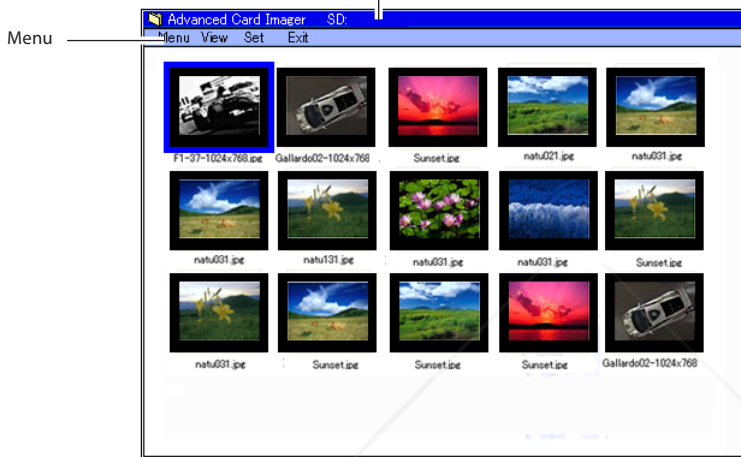 Advanced Card Imager SD:
Menu
Menu View Set Exit
F1-37-1024x768.jpg Gallardo02-1024x768 Sunset.jpg natu021.jpg natu031.jpg
natu031.jpg natu131.jpg natu031.jpg natu031.jpg Sunset.jpg
natu031.jpg Sunset.jpg Sunset.jpg Sunset.jpg Gallardo02-1024x768